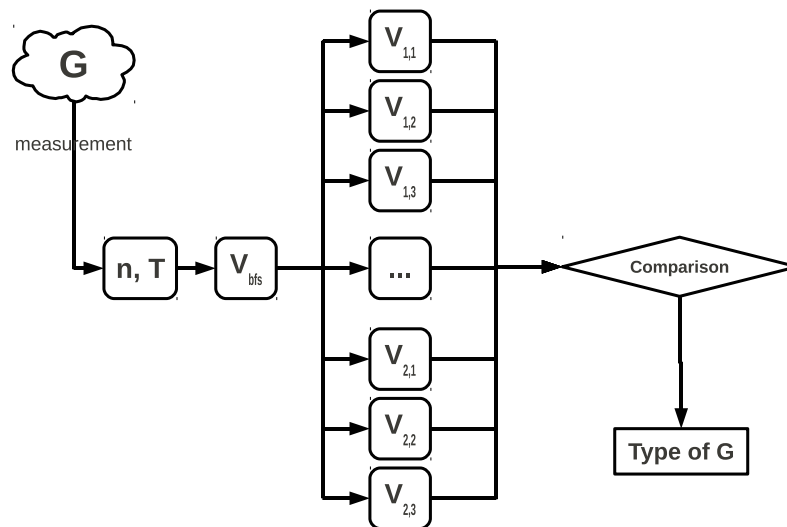 G
measurement
n, T
V bfs
V 1,1
V 1,2
V 1,3
...
V 2,1
V 2,2
V 2,3
Comparison
Type of G